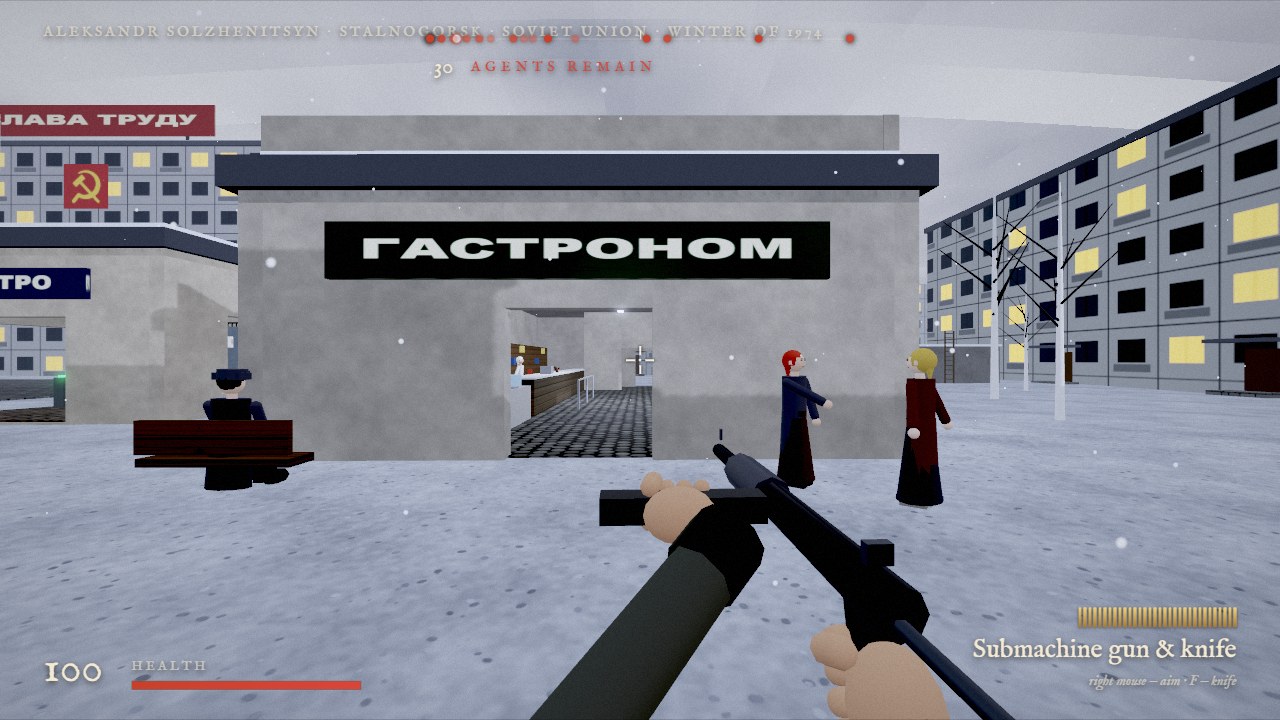 ALEKSANDR SOLZHENITSYN · STALNOGORSK · SOVIET UNION · WINTER OF 1974
30 AGENTS REMAIN
ЛАВА ТРУДУ
ГАСТРОНОМ
ТРО
100 HEALTH
Submachine gun & knife
right mouse – aim · F – knife